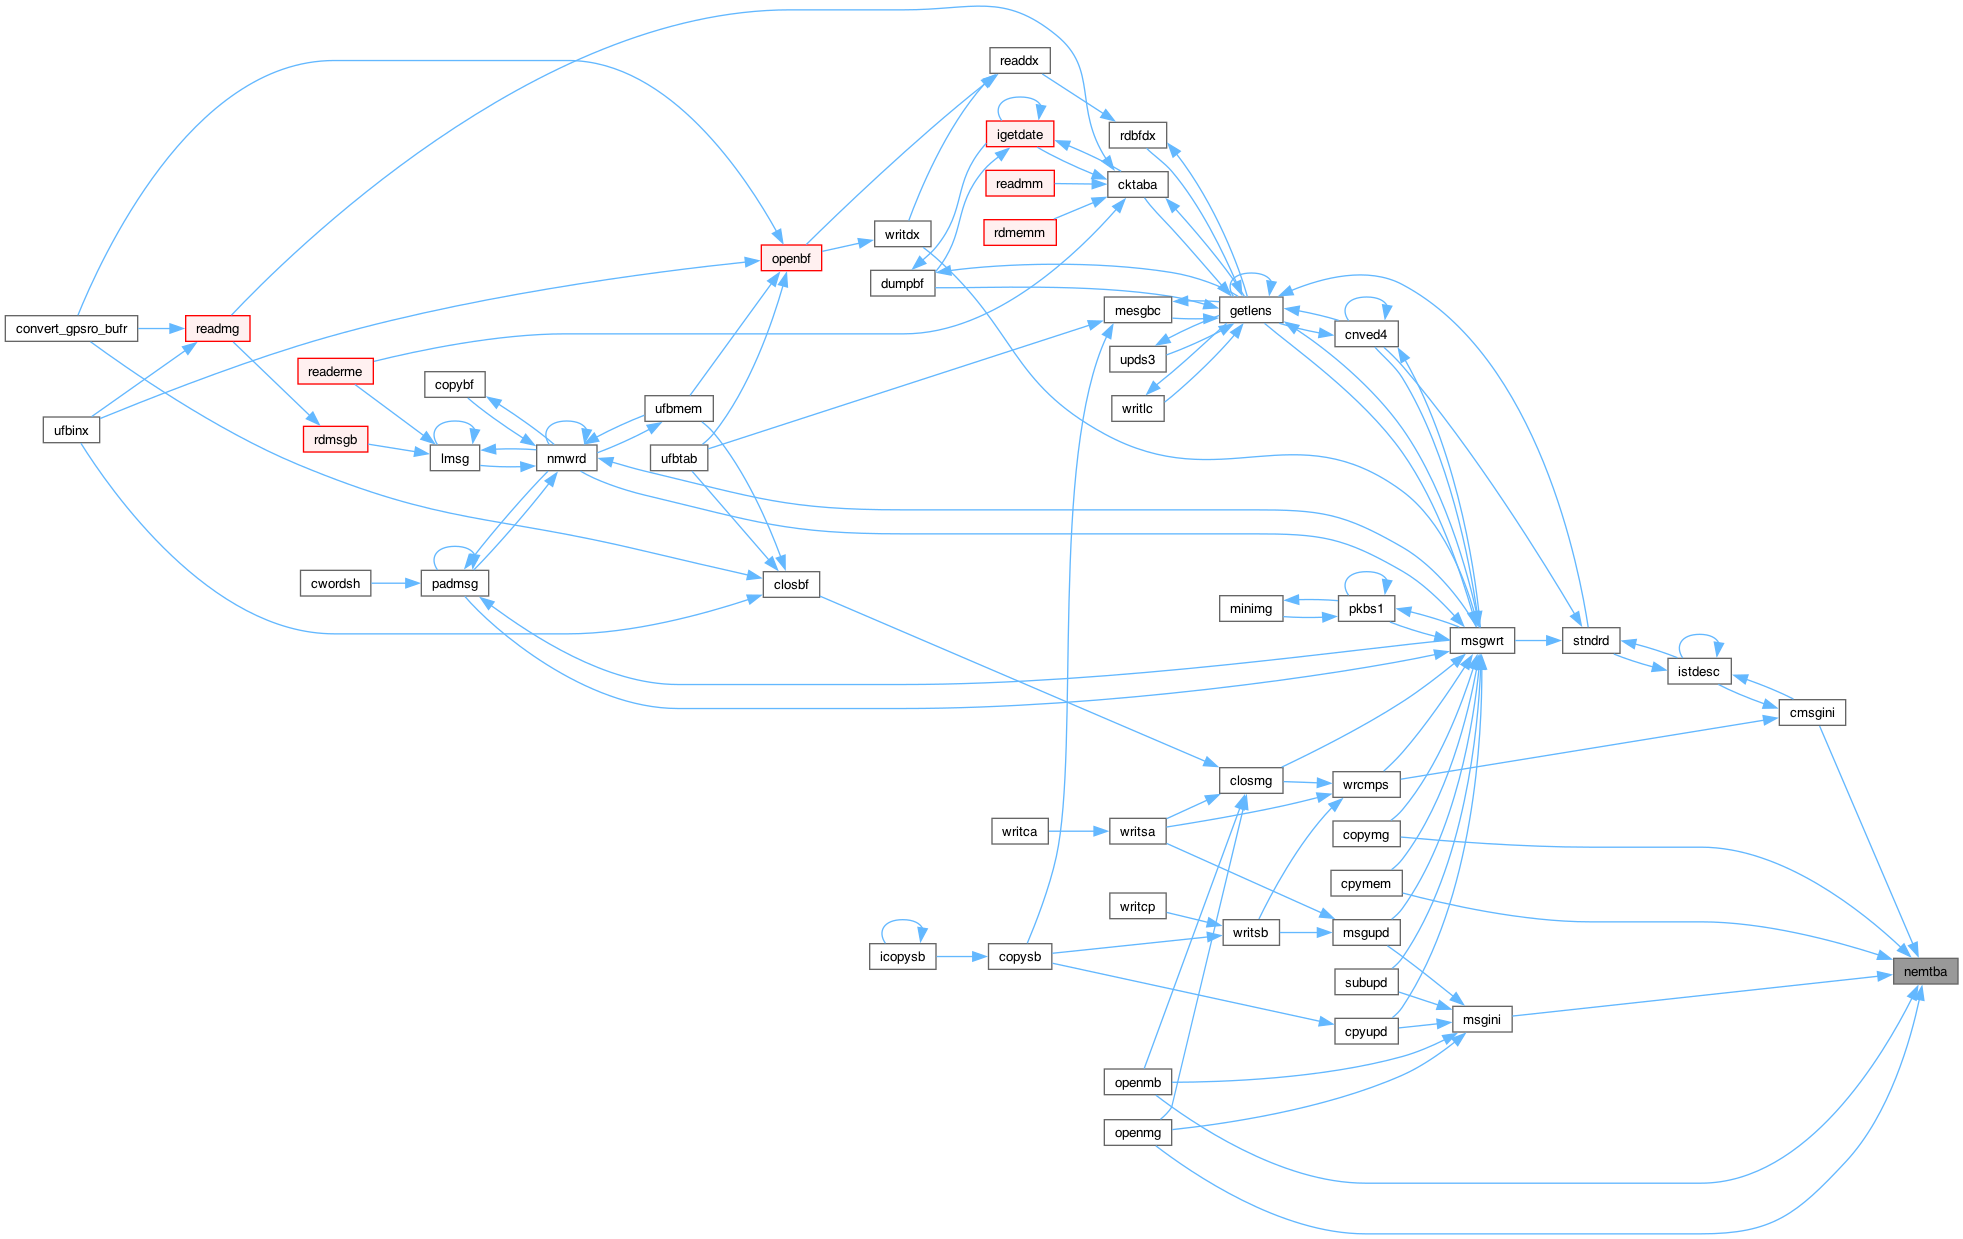 readdx
igetdate
rdbfdx
readmm
cktaba
rdmemm
writdx
openbf
dumpbf
mesgbc
getlens
convert_gpsro_bufr
readmg
cnved4
upds3
readerme
copybf
ufbmem
writlc
ufbinx
rdmsgb
lmsg
nmwrd
ufbtab
cwordsh
padmsg
closbf
minimg
pkbs1
msgwrt
stndrd
istdesc
cmsgini
closmg
wrcmps
writca
writsa
copymg
cpymem
writcp
writsb
msgupd
icopysb
copysb
nemtba
subupd
msgini
cpyupd
openmb
openmg